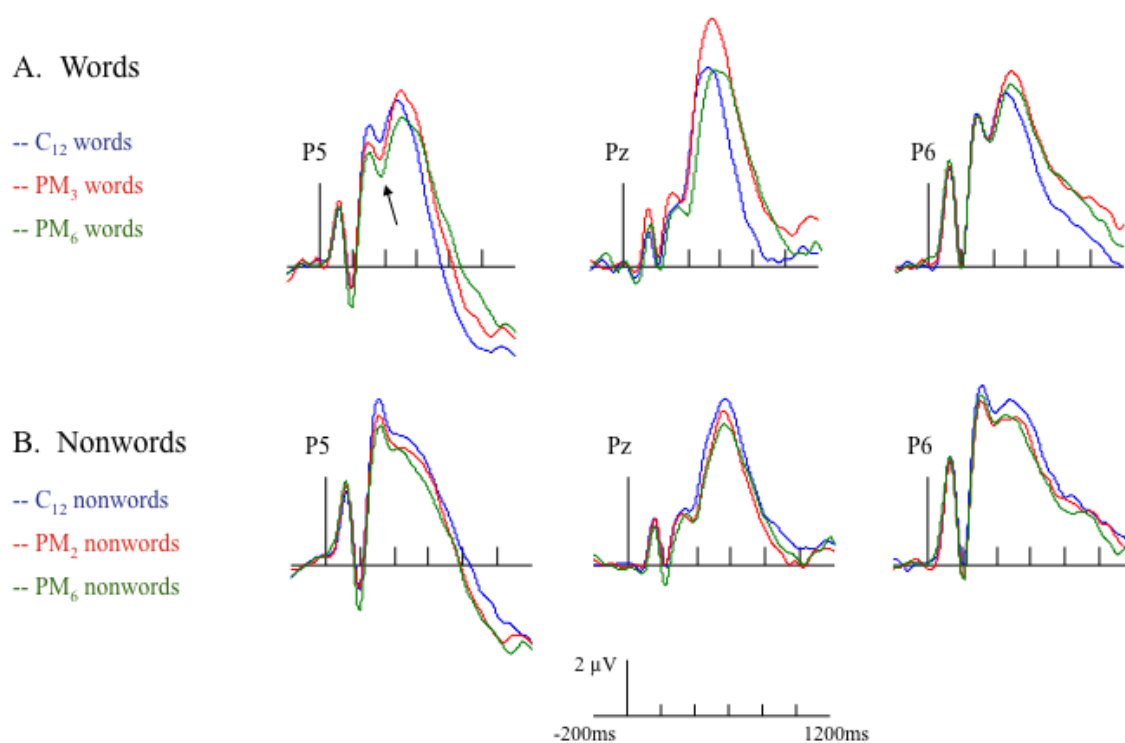 A. Words
-- C₁₂ words
-- PM₃ words
-- PM₆ words
P5
Pz
P6
B. Nonwords
-- C₁₂ nonwords
-- PM₂ nonwords
-- PM₆ nonwords
P5
Pz
P6
2 µV
-200ms
1200ms